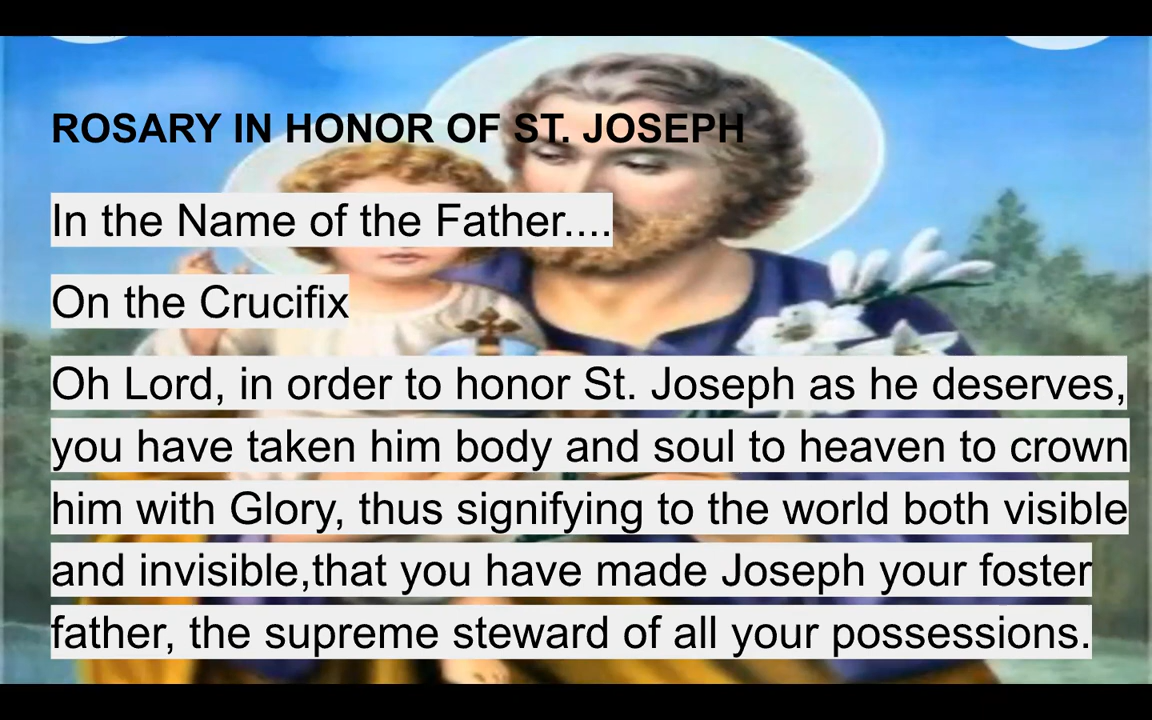 ROSARY IN HONOR OF ST. JOSEPH
In the Name of the Father....
On the Crucifix
Oh Lord, in order to honor St. Joseph as he deserves,
you have taken him body and soul to heaven to crown
him with Glory, thus signifying to the world both visible
and invisible,that you have made Joseph your foster
father, the supreme steward of all your possessions.